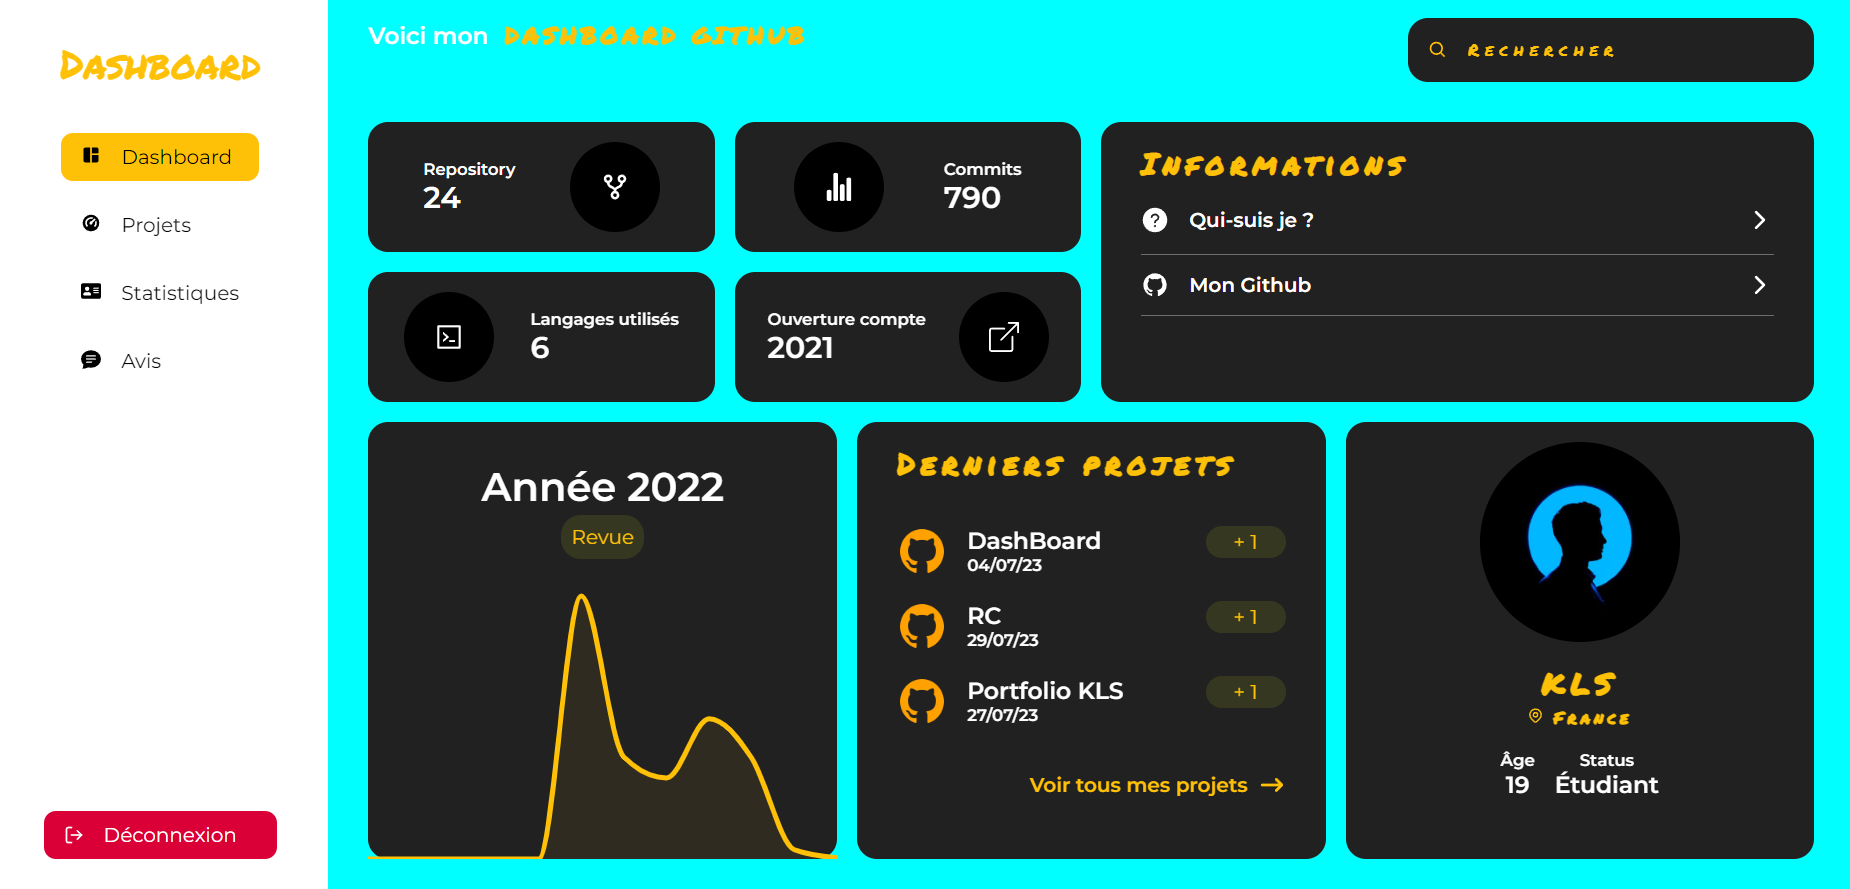 Dashboard
Dashboard
Projets
Statistiques
Avis
Déconnexion
Voici mon dashboard github
Rechercher
Repository
24
Commits
790
Langages utilisés
6
Ouverture compte
2021
Informations
Qui-suis je ?
Mon Github
Année 2022
Revue
Derniers projets
DashBoard
04/07/23
+ 1
RC
29/07/23
+ 1
Portfolio KLS
27/07/23
+ 1
Voir tous mes projets
KLS
France
Âge
19
Status
Étudiant